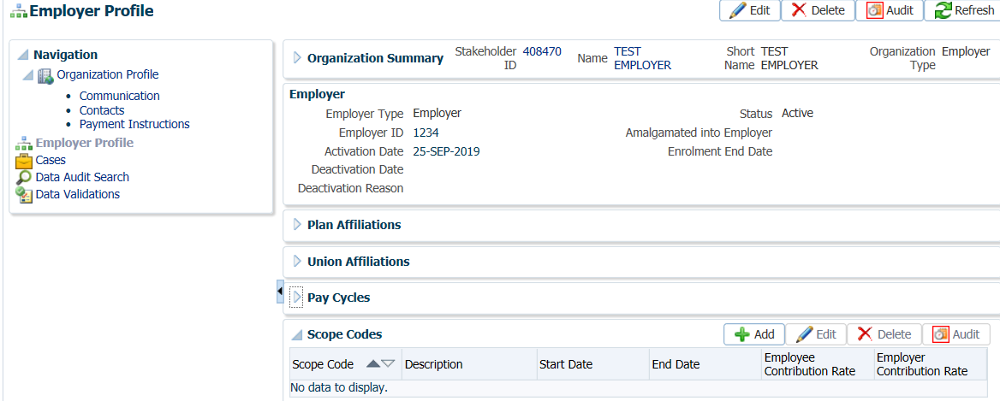 Employer Profile
Edit Delete Audit Refresh
Navigation
Organization Profile
Communication
Contacts
Payment Instructions
Employer Profile
Cases
Data Audit Search
Data Validations
Organization Summary Stakeholder ID 408470 Name TEST EMPLOYER Short Name TEST EMPLOYER Organization Type Employer
Employer
Employer Type Employer Status Active
Employer ID 1234 Amalgamated into Employer
Activation Date 25-SEP-2019 Enrolment End Date
Deactivation Date
Deactivation Reason
Plan Affiliations
Union Affiliations
Pay Cycles
Scope Codes Add Edit Delete Audit
Scope Code Description Start Date End Date Employee Contribution Rate Employer Contribution Rate
No data to display.